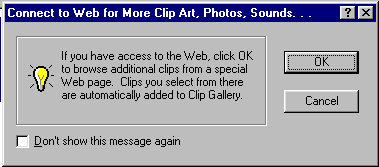 Connect to Web for More Clip Art, Photos, Sounds. . .
If you have access to the Web, click OK
to browse additional clips from a special
Web page.  Clips you select from there
are automatically added to Clip Gallery.
OK
Cancel
Don't show this message again